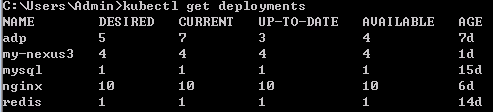 C:\Users\Admin>kubectl get deployments
NAME DESIRED CURRENT UP-TO-DATE AVAILABLE AGE
adp 5 7 3 4 7d
my-nexus3 4 4 4 4 1d
mysql 1 1 1 1 15d
nginx 10 10 10 10 6d
redis 1 1 1 1 14d